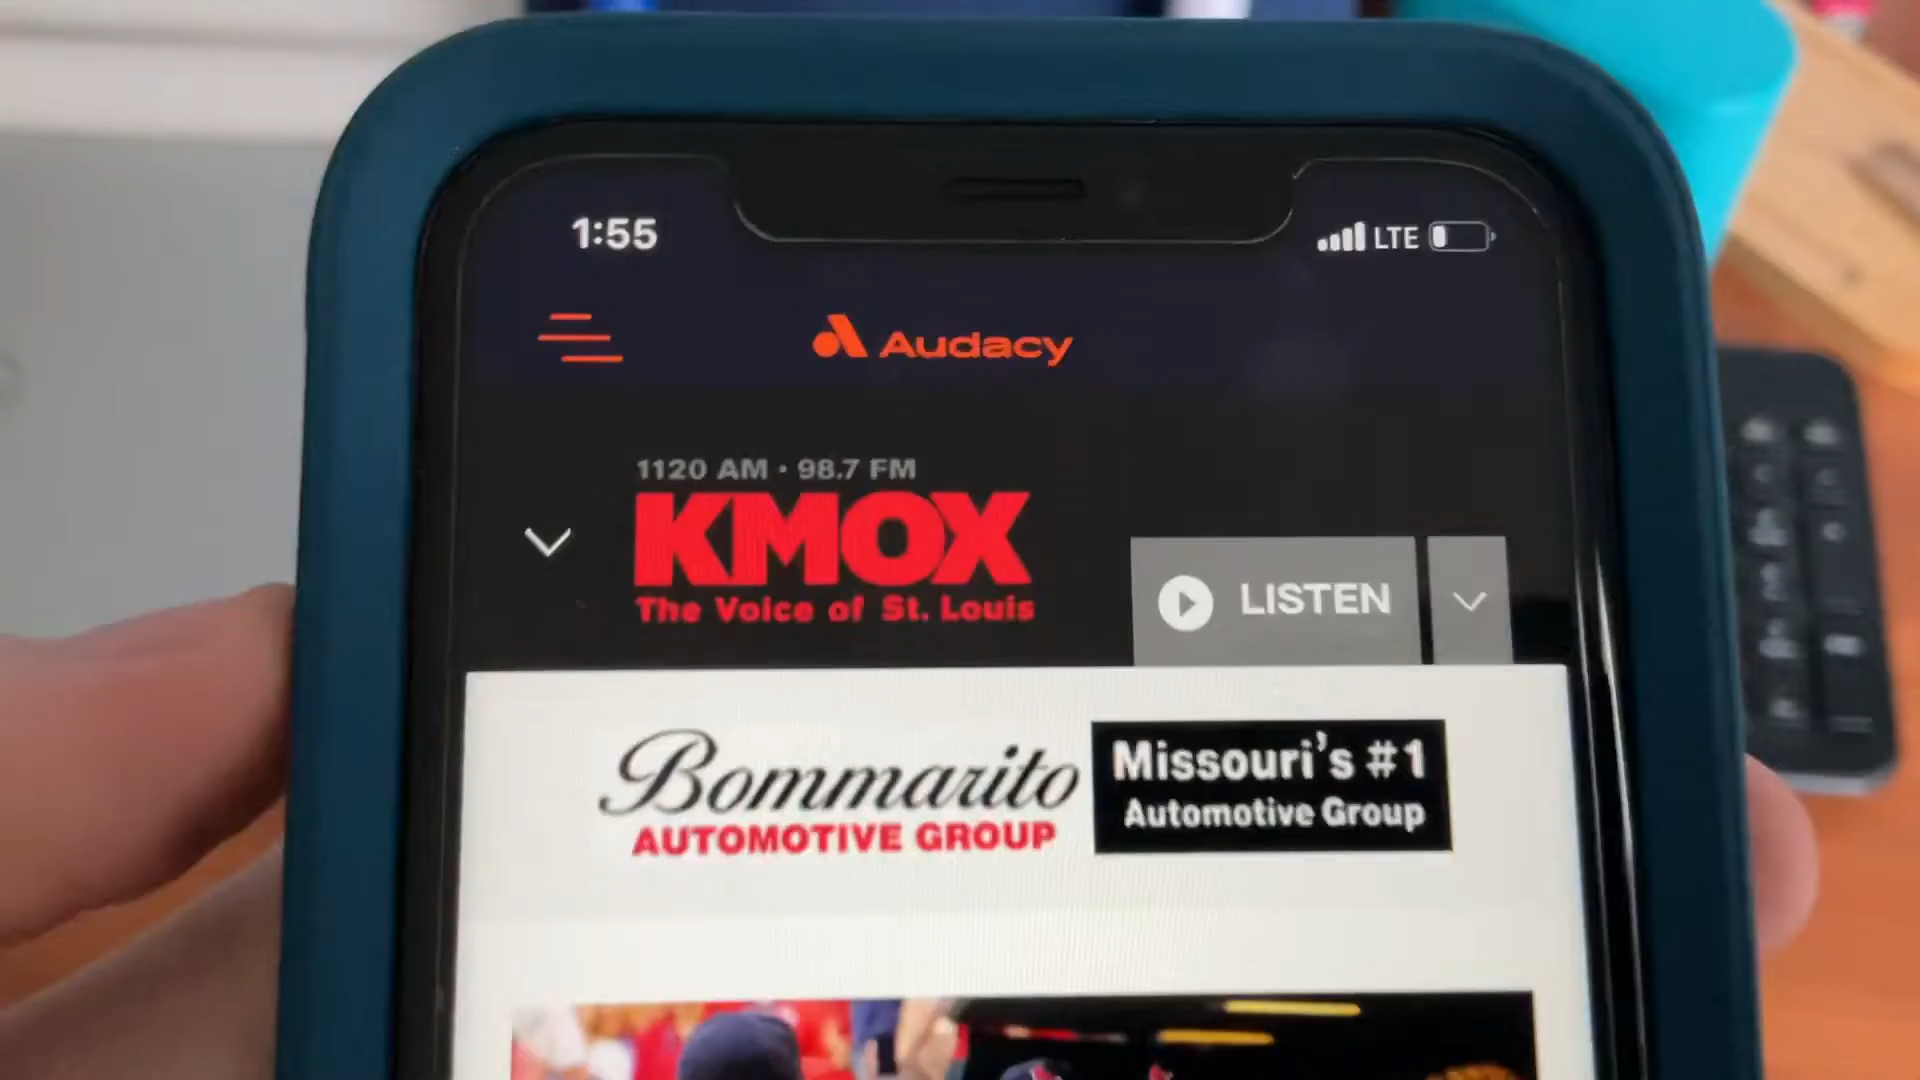 1:55
LTE
Audacy
1120 AM • 98.7 FM
KMOX
The Voice of St. Louis
LISTEN
Bommarito
AUTOMOTIVE GROUP
Missouri's #1
Automotive Group